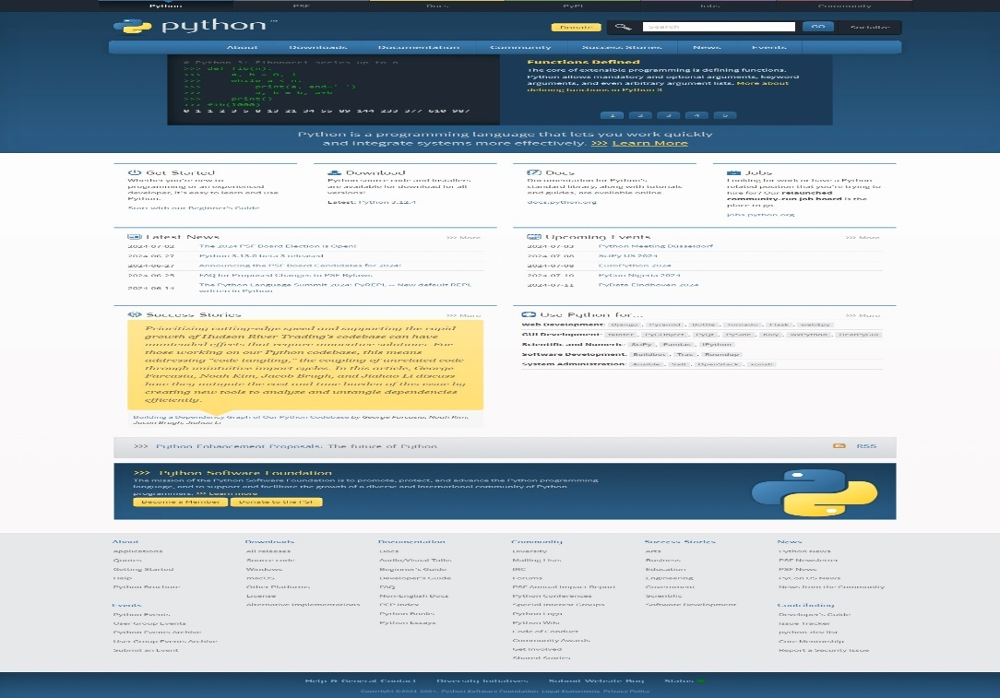 Python
PSF
Docs
PyPI
Jobs
Community
python™
Donate
Search
GO
Socialize
About
Downloads
Documentation
Community
Success Stories
News
Events
# Python 3: Fibonacci series up to n
>>> def fib(n):
>>>     a, b = 0, 1
>>>     while a < n:
>>>         print(a, end=' ')
>>>         a, b = b, a+b
>>>     print()
>>> fib(1000)
0 1 1 2 3 5 8 13 21 34 55 89 144 233 377 610 987
Functions Defined
The core of extensible programming is defining functions.
Python allows mandatory and optional arguments, keyword
arguments, and even arbitrary argument lists. More about
defining functions in Python 3
1
2
3
4
5
Python is a programming language that lets you work quickly
and integrate systems more effectively. >>> Learn More
Get Started
Whether you're new to
programming or an experienced
developer, it's easy to learn and use
Python.
Start with our Beginner's Guide
Download
Python source code and installers
are available for download for all
versions!
Latest: Python 3.12.4
Docs
Documentation for Python's
standard library, along with tutorials
and guides, are available online.
docs.python.org
Jobs
Looking for work or have a Python
related position that you're trying to
hire for? Our relaunched
community-run job board is the
place to go.
jobs.python.org
Latest News
>>> More
2024-07-02 The 2024 PSF Board Election is Open!
2024-06-27 Python 3.13.0 beta 3 released
2024-06-27 Announcing the PSF Board Candidates for 2024!
2024-06-25 FAQ for Proposed Changes to PSF Bylaws
2024-06-14 The Python Language Summit 2024: PyREPL -- New default REPL
written in Python
Upcoming Events
>>> More
2024-07-03 Python Meeting Düsseldorf
2024-07-08 SciPy US 2024
2024-07-08 EuroPython 2024
2024-07-10 PyCon Nigeria 2024
2024-07-11 PyData Eindhoven 2024
Success Stories
>>> More
Prioritising cutting-edge speed and supporting the rapid
growth of Hudson River Trading's codebase can have
unintended effects that require innovative solutions. For
those working on our Python codebase, this means
addressing "code tangling," the coupling of unrelated code
through unintuitive import cycles. In this article, George
Farcasiu, Noah Kim, Jacob Brugh, and Jiahao Li discuss
how they mitigate the cost and time burden of this issue by
creating new tools to analyze and untangle dependencies
efficiently.
Building a Dependency Graph of Our Python Codebase by George Farcasiu, Noah Kim,
Jacob Brugh, Jiahao Li
Use Python for...
>>> More
Web Development: Django, Pyramid, Bottle, Tornado, Flask, web2py
GUI Development: tkInter, PyGObject, PyQt, PySide, Kivy, wxPython, DearPyGui
Scientific and Numeric: SciPy, Pandas, IPython
Software Development: Buildbot, Trac, Roundup
System Administration: Ansible, Salt, OpenStack, xonsh
>>> Python Enhancement Proposals: The future of Python
RSS
>>> Python Software Foundation
The mission of the Python Software Foundation is to promote, protect, and advance the Python programming
language, and to support and facilitate the growth of a diverse and international community of Python
programmers. >>> Learn more
Become a Member
Donate to the PSF
About
Applications
Quotes
Getting Started
Help
Python Brochure
Events
Python Events
User Group Events
Python Events Archive
User Group Events Archive
Submit an Event
Downloads
All releases
Source code
Windows
macOS
Other Platforms
License
Alternative Implementations
Documentation
Docs
Audio/Visual Talks
Beginner's Guide
Developer's Guide
FAQ
Non-English Docs
PEP Index
Python Books
Python Essays
Community
Diversity
Mailing Lists
IRC
Forums
PSF Annual Impact Report
Python Conferences
Special Interest Groups
Python Logo
Python Wiki
Code of Conduct
Community Awards
Get Involved
Shared Stories
Success Stories
Arts
Business
Education
Engineering
Government
Scientific
Software Development
News
Python News
PSF Newsletter
PSF News
PyCon US News
News from the Community
Contributing
Developer's Guide
Issue Tracker
python-dev list
Core Mentorship
Report a Security Issue
Help & General Contact
Diversity Initiatives
Submit Website Bug
Status
Copyright ©2001-2024. Python Software Foundation Legal Statements Privacy Policy